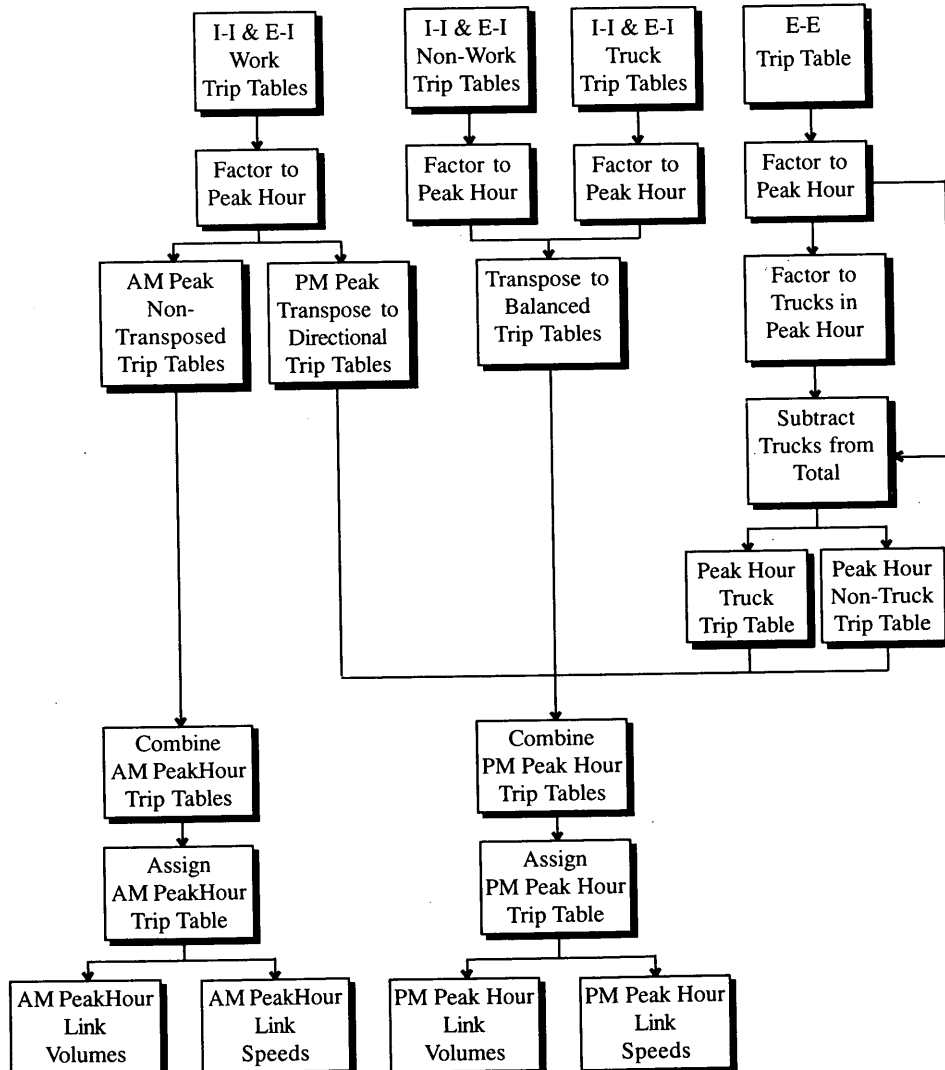 I-I & E-I
Work
Trip Tables
I-I & E-I
Non-Work
Trip Tables
I-I & E-I
Truck
Trip Tables
E-E
Trip Table
Factor to
Peak Hour
Factor to
Peak Hour
Factor to
Peak Hour
Factor to
Peak Hour
AM Peak
Non-
Transposed
Trip Tables
PM Peak
Transpose to
Directional
Trip Tables
Transpose to
Balanced
Trip Tables
Factor to
Trucks in
Peak Hour
Subtract
Trucks from
Total
Peak Hour
Truck
Trip Table
Peak Hour
Non-Truck
Trip Table
Combine
AM PeakHour
Trip Tables
Combine
PM Peak Hour
Trip Tables
Assign
AM PeakHour
Trip Table
Assign
PM Peak Hour
Trip Table
AM PeakHour
Link
Volumes
AM PeakHour
Link
Speeds
PM Peak Hour
Link
Volumes
PM Peak Hour
Link
Speeds